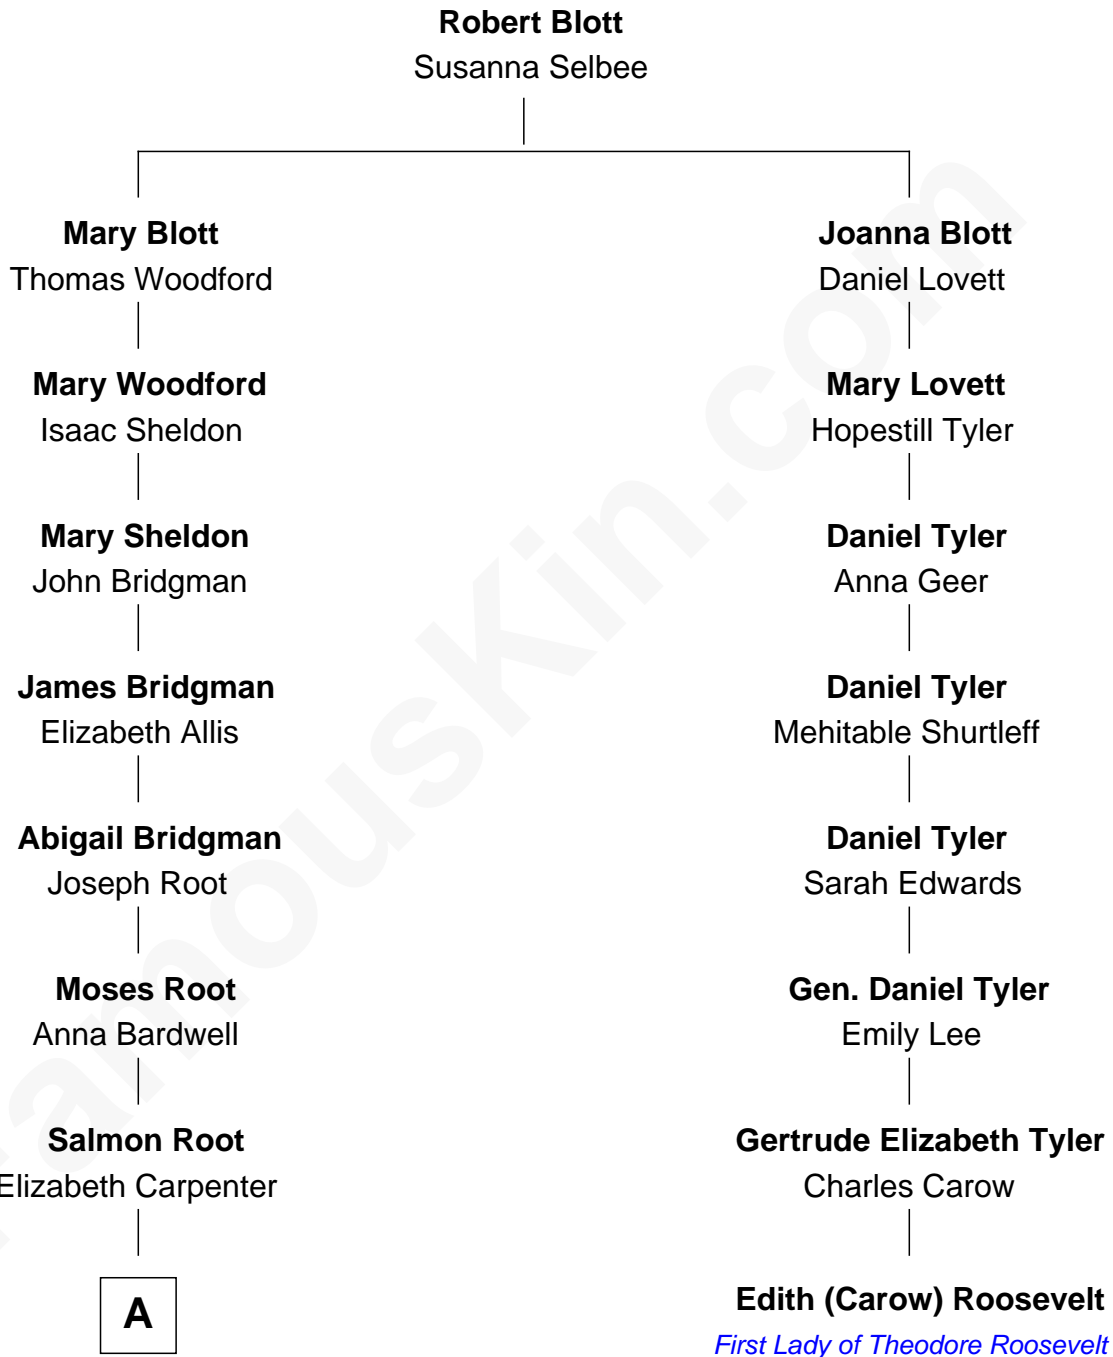 Robert Blott
Susanna Selbee
Mary Blott
Thomas Woodford
Joanna Blott
Daniel Lovett
Mary Woodford
Isaac Sheldon
Mary Lovett
Hopestill Tyler
Mary Sheldon
John Bridgman
Daniel Tyler
Anna Geer
James Bridgman
Elizabeth Allis
Daniel Tyler
Mehitable Shurtleff
Abigail Bridgman
Joseph Root
Daniel Tyler
Sarah Edwards
Moses Root
Anna Bardwell
Gen. Daniel Tyler
Emily Lee
Salmon Root
Elizabeth Carpenter
Gertrude Elizabeth Tyler
Charles Carow
A
Edith (Carow) Roosevelt
First Lady of Theodore Roosevelt
FamousKin.com